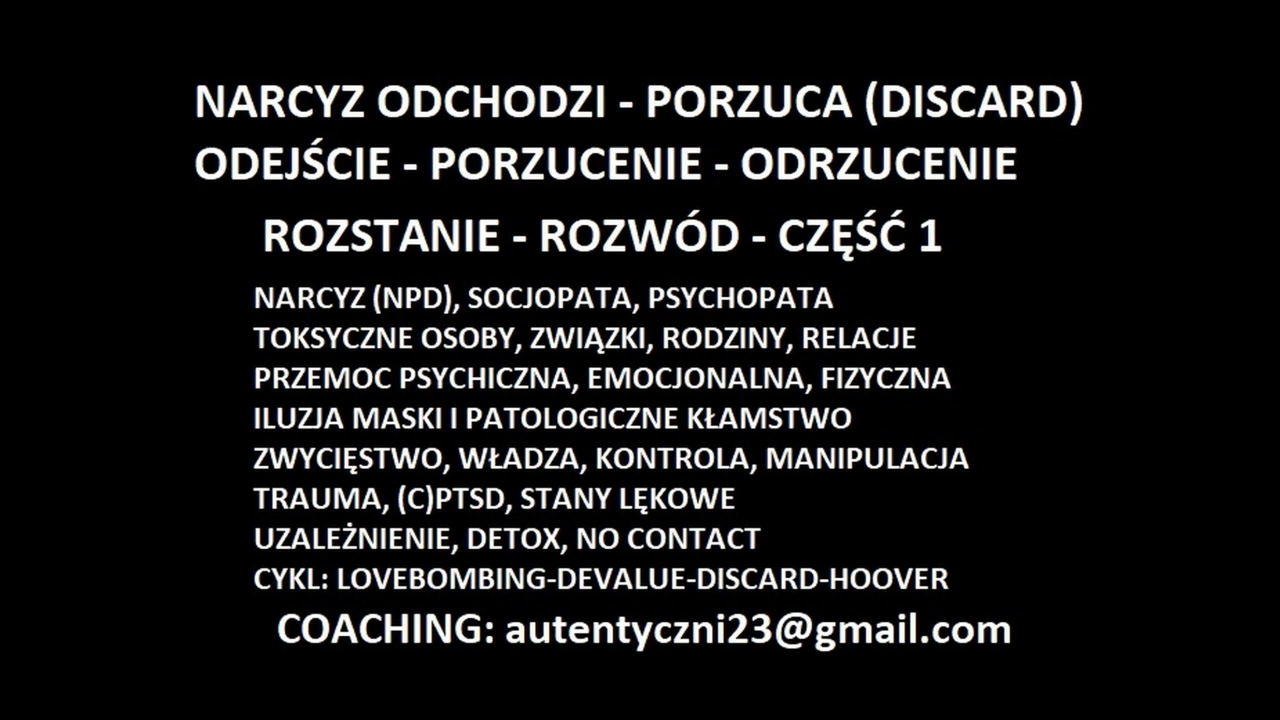 NARCYZ ODCHODZI - PORZUCA (DISCARD)
ODEJŚCIE - PORZUCENIE - ODRZUCENIE
ROZSTANIE - ROZWÓD - CZĘŚĆ 1
NARCYZ (NPD), SOCJOPATA, PSYCHOPATA
TOKSYCZNE OSOBY, ZWIĄZKI, RODZINY, RELACJE
PRZEMOC PSYCHICZNA, EMOCJONALNA, FIZYCZNA
ILUZJA MASKI I PATOLOGICZNE KŁAMSTWO
ZWYCIĘSTWO, WŁADZA, KONTROLA, MANIPULACJA
TRAUMA, (C)PTSD, STANY LĘKOWE
UZALEŻNIENIE, DETOX, NO CONTACT
CYKL: LOVEBOMBING-DEVALUE-DISCARD-HOOVER
COACHING: autentyczni23@gmail.com